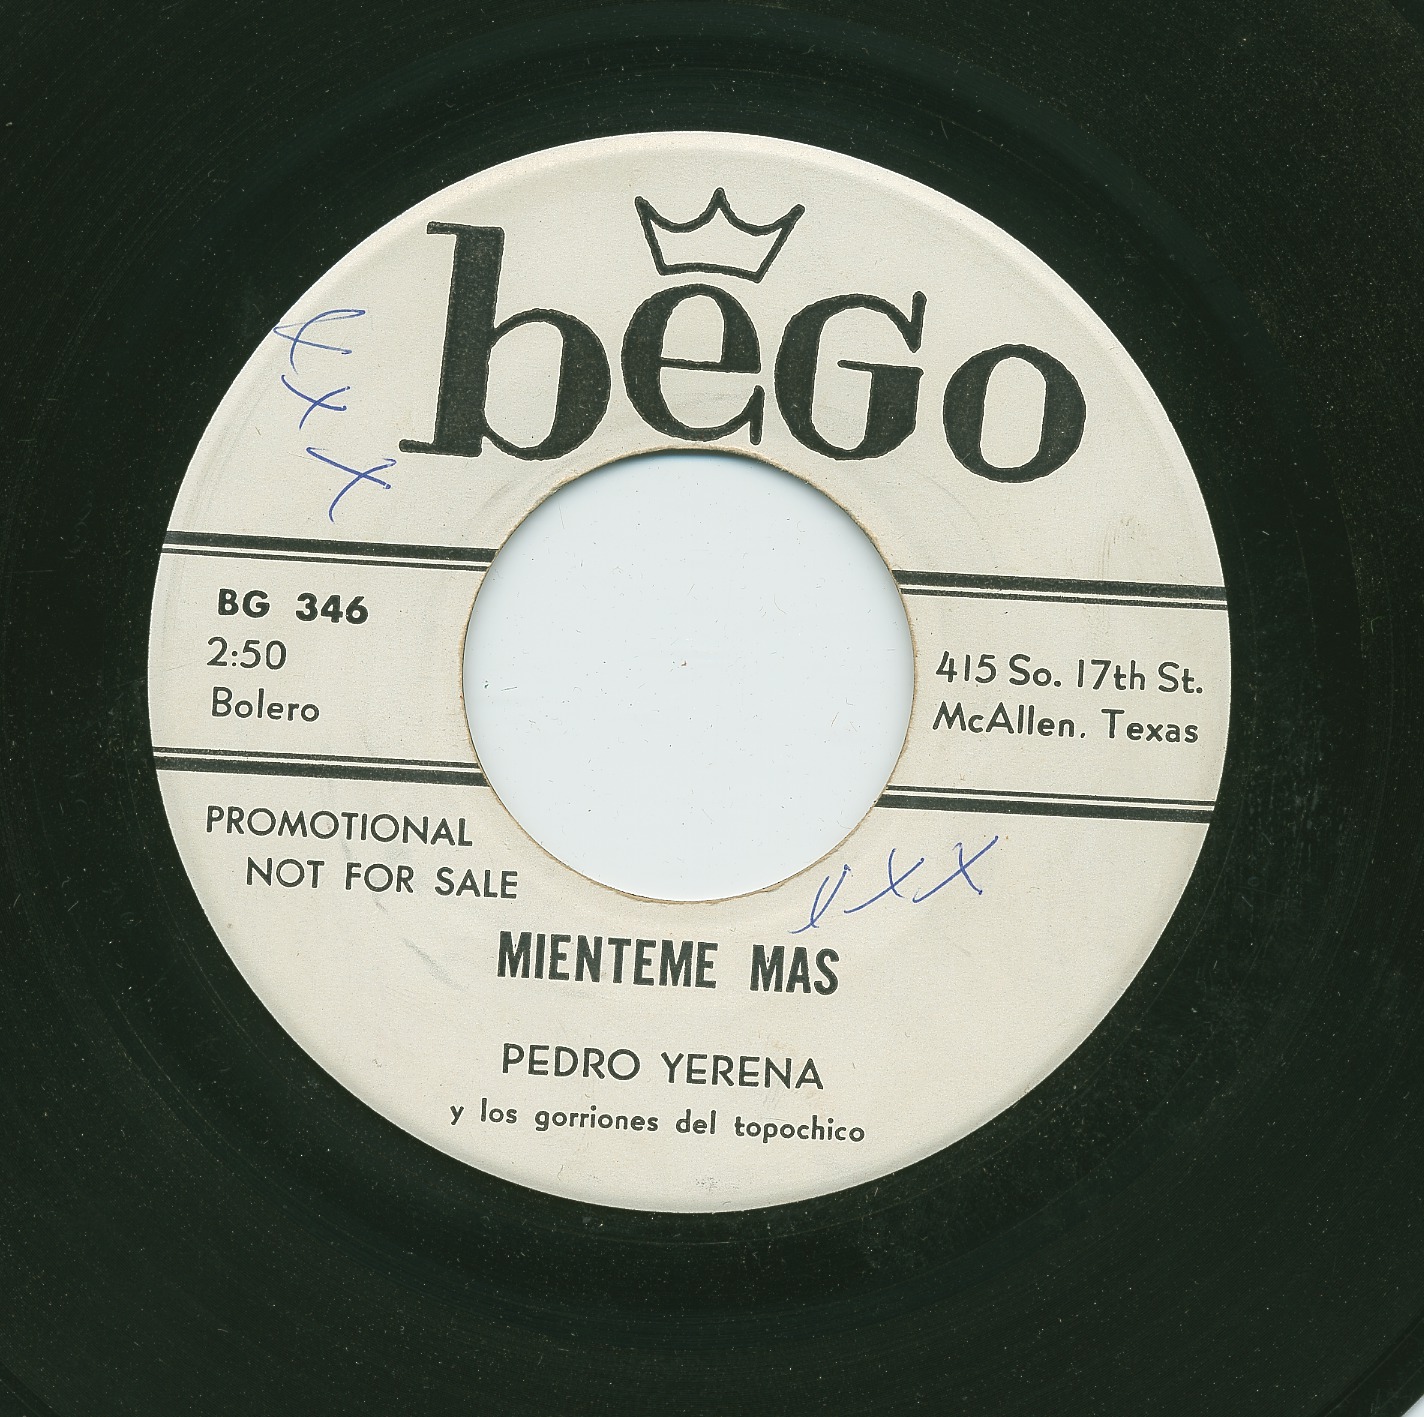 beGo
BG 346
2:50
Bolero
415 So. 17th St.
McAllen. Texas
PROMOTIONAL
NOT FOR SALE
xxx
MIENTEME MAS
PEDRO YERENA
y los gorriones del topochico